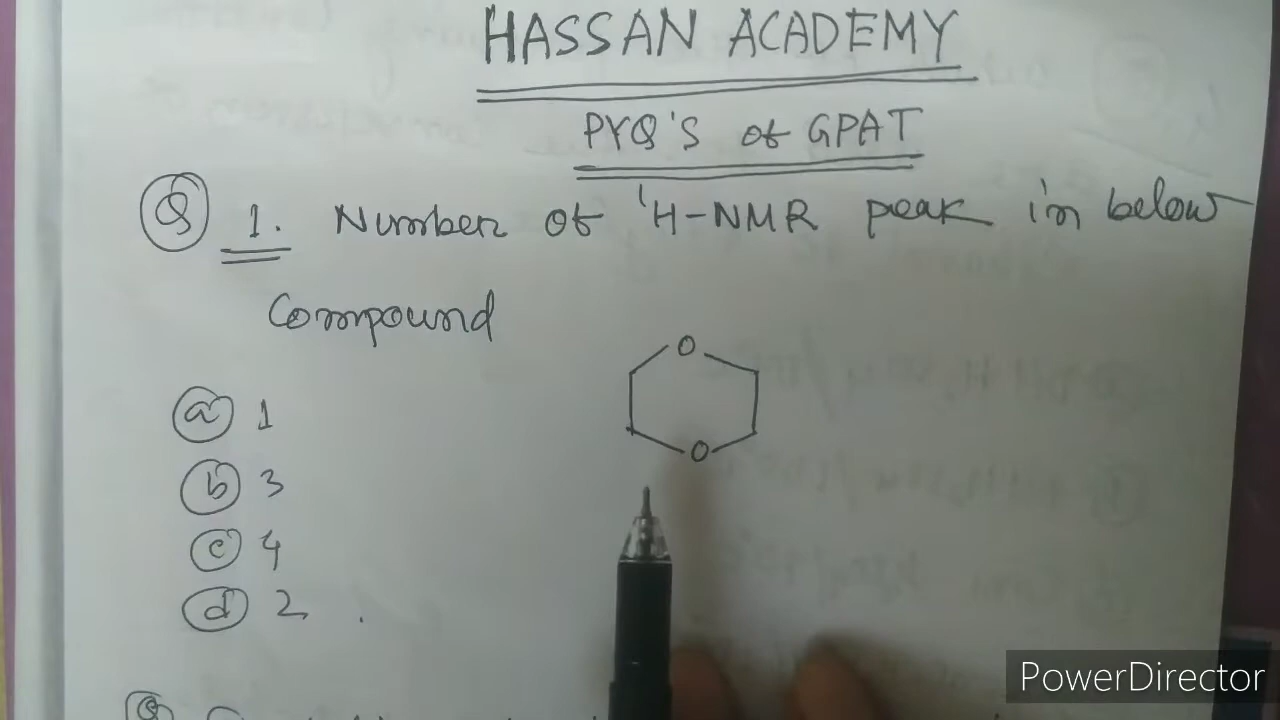 HASSAN ACADEMY
PYQ'S of GPAT
Q 1. Number of ¹H-NMR peak in below
Compound
O
O
a 1
b 3
c 4
d 2 .
Q
PowerDirector